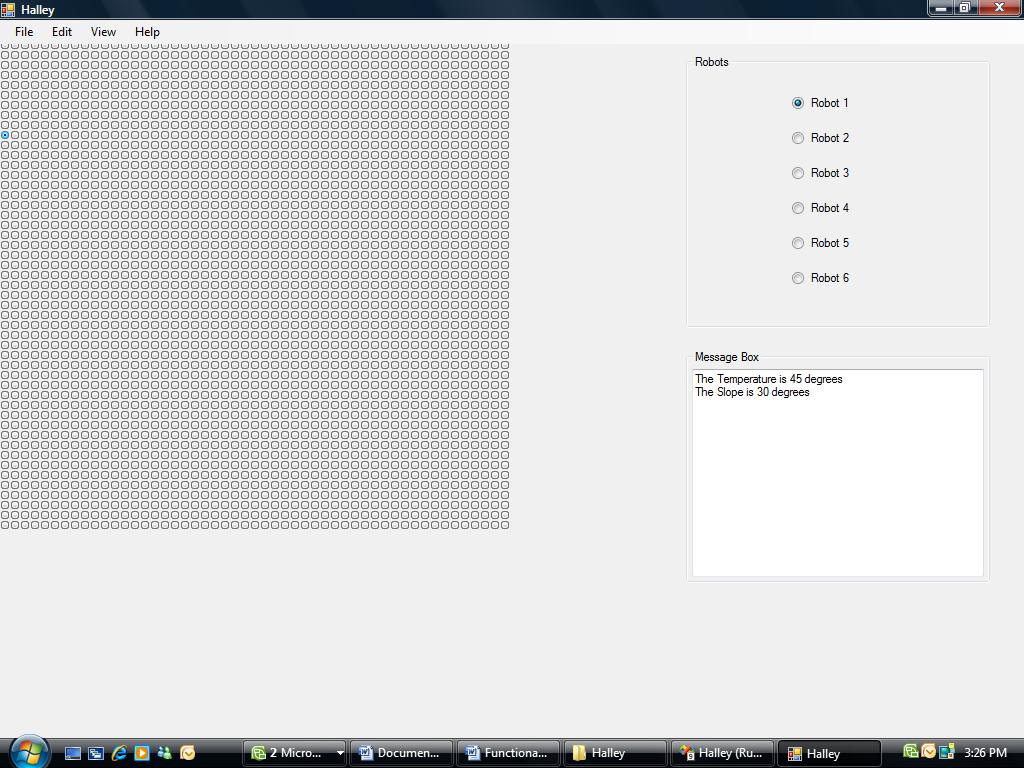 Halley
File Edit View Help
Robots
Robot 1
Robot 2
Robot 3
Robot 4
Robot 5
Robot 6
Message Box
The Temperature is 45 degrees
The Slope is 30 degrees
2 Micro... Documen... Functiona... Halley Halley (Ru... Halley 3:26 PM